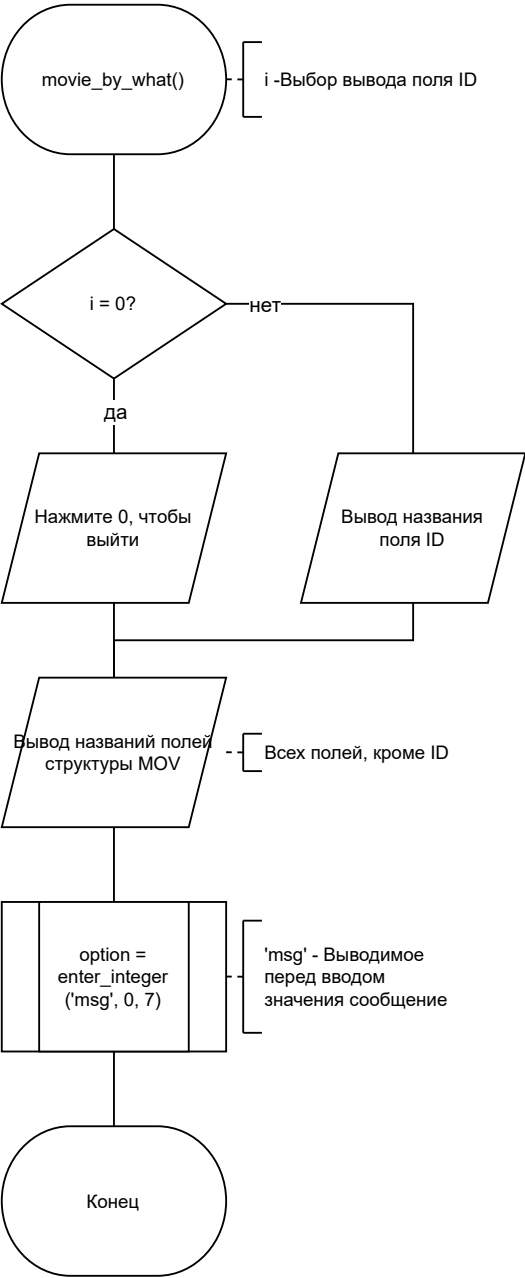 movie_by_what()
i -Выбор вывода поля ID
i = 0?
нет
да
Нажмите 0, чтобы
выйти
Вывод названия
поля ID
Вывод названий полей
структуры MOV
Всех полей, кроме ID
option =
enter_integer
('msg', 0, 7)
'msg' - Выводимое
перед вводом
значения сообщение
Конец